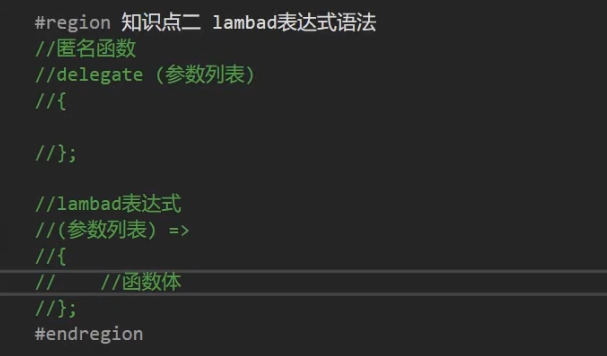 #region 知识点二 lambad表达式语法
//匿名函数
//delegate (参数列表)
//{
//};
//lambad表达式
//(参数列表) =>
//{
//    //函数体
//};
#endregion